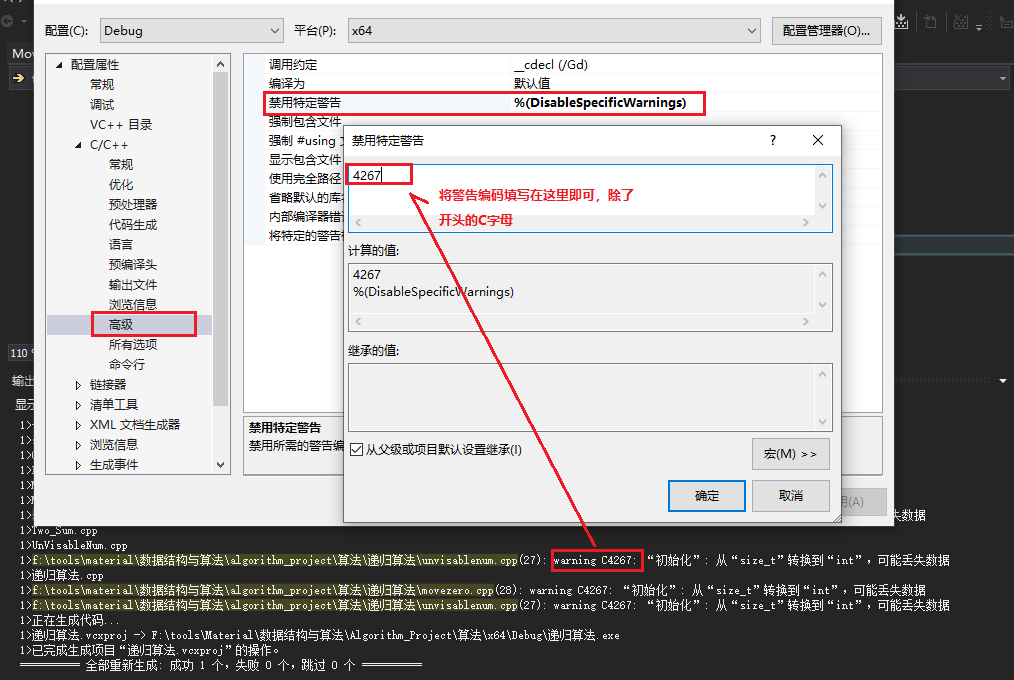 配置(C):
Debug
平台(P):
x64
配置管理器(O)...
Mov
配置属性
常规
调试
VC++ 目录
C/C++
常规
优化
预处理器
代码生成
语言
预编译头
输出文件
浏览信息
高级
所有选项
命令行
链接器
清单工具
XML 文档生成器
浏览信息
生成事件
调用约定
__cdecl (/Gd)
编译为
默认值
禁用特定警告
%(DisableSpecificWarnings)
强制包含文件
强制 #using
显示包含文件
使用完全路径
省略默认的库
内部编译器错
将特定的警告
禁用特定警告
禁用所需的警告编
禁用特定警告
?
4267
将警告编码填写在这里即可，除了
开头的C字母
计算的值:
4267
%(DisableSpecificWarnings)
继承的值:
从父级或项目默认设置继承(I)
宏(M) >>
确定
取消
(A)
110 %
输出
显示
丢失数据
1>Two_Sum.cpp
1>UnVisableNum.cpp
1>f:\tools\material\数据结构与算法\algorithm_project\算法\递归算法\unvisablenum.cpp(27): warning C4267: “初始化”: 从“size_t”转换到“int”，可能丢失数据
1>递归算法.cpp
1>f:\tools\material\数据结构与算法\algorithm_project\算法\递归算法\movezero.cpp(28): warning C4267: “初始化”: 从“size_t”转换到“int”，可能丢失数据
1>f:\tools\material\数据结构与算法\algorithm_project\算法\递归算法\unvisablenum.cpp(27): warning C4267: “初始化”: 从“size_t”转换到“int”，可能丢失数据
1>正在生成代码...
1>递归算法.vcxproj -> F:\tools\Material\数据结构与算法\Algorithm_Project\算法\x64\Debug\递归算法.exe
1>已完成生成项目“递归算法.vcxproj”的操作。
========== 全部重新生成: 成功 1 个，失败 0 个，跳过 0 个 ==========